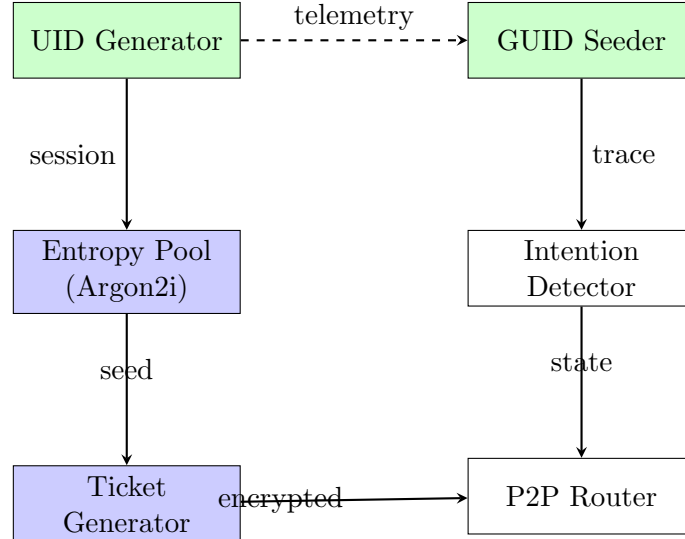 telemetry
UID Generator
GUID Seeder
session
trace
Entropy Pool
(Argon2i)
Intention
Detector
seed
state
Ticket
Generator
encrypted
P2P Router